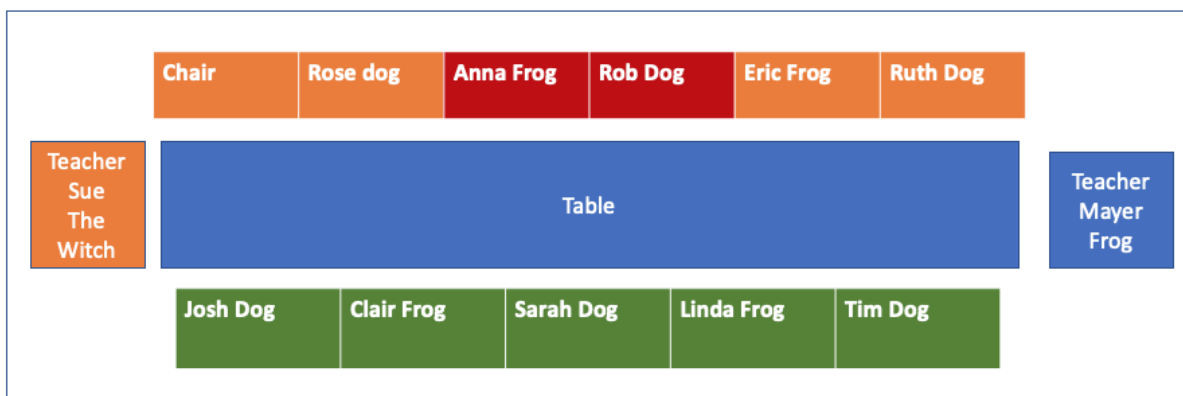 Chair
Rose dog
Anna Frog
Rob Dog
Eric Frog
Ruth Dog
Teacher
Sue
The
Witch
Table
Teacher
Mayer
Frog
Josh Dog
Clair Frog
Sarah Dog
Linda Frog
Tim Dog